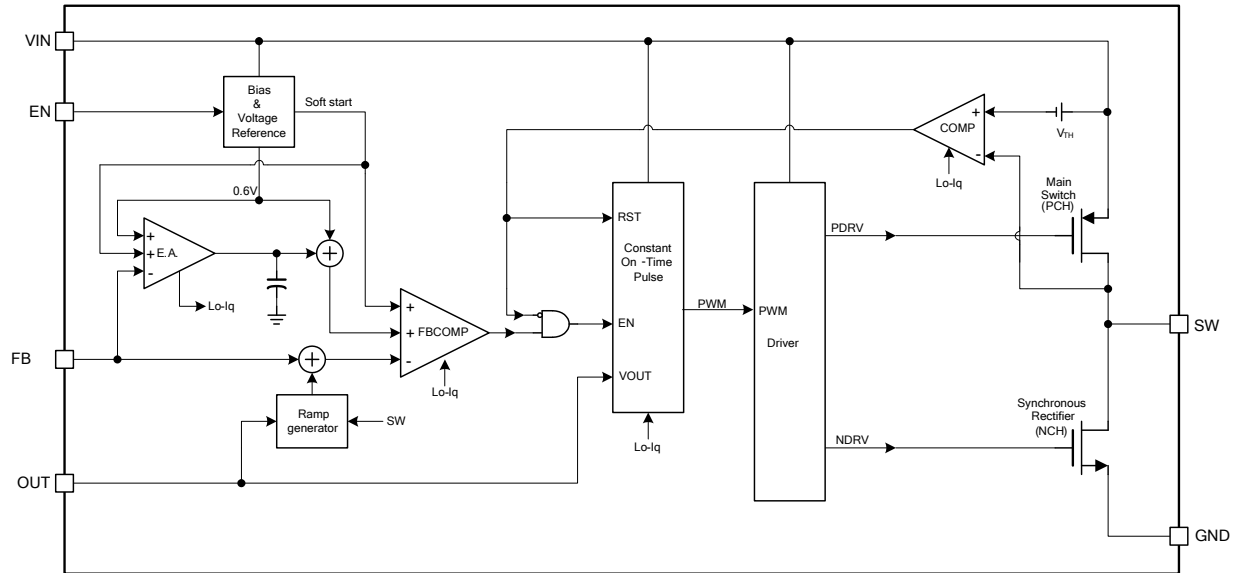 VIN
EN
Bias
&
Voltage
Reference
Soft start
0.6V
+
+
-
E.A.
Lo-Iq
+
FB
+
Ramp
generator
SW
OUT
+
+
-
FBCOMP
Lo-Iq
RST
Constant
On -Time
Pulse
EN
VOUT
Lo-Iq
PWM
PWM
Driver
PDRV
NDRV
COMP
+
-
Lo-Iq
VTH
Main
Switch
(PCH)
SW
Synchronous
Rectifier
(NCH)
GND